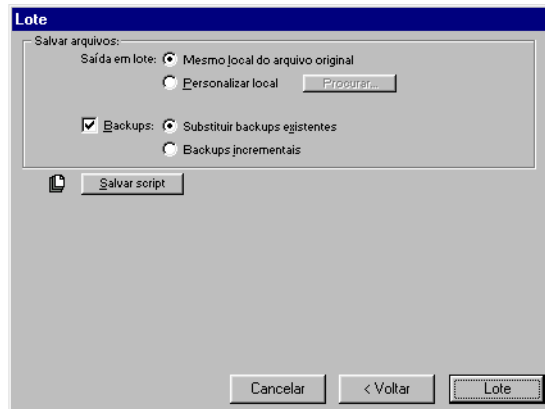 Lote
Salvar arquivos:
Saída em lote: Mesmo local do arquivo original
Personalizar local Procurar...
Backups: Substituir backups existentes
Backups incrementais
Salvar script
Cancelar < Voltar Lote